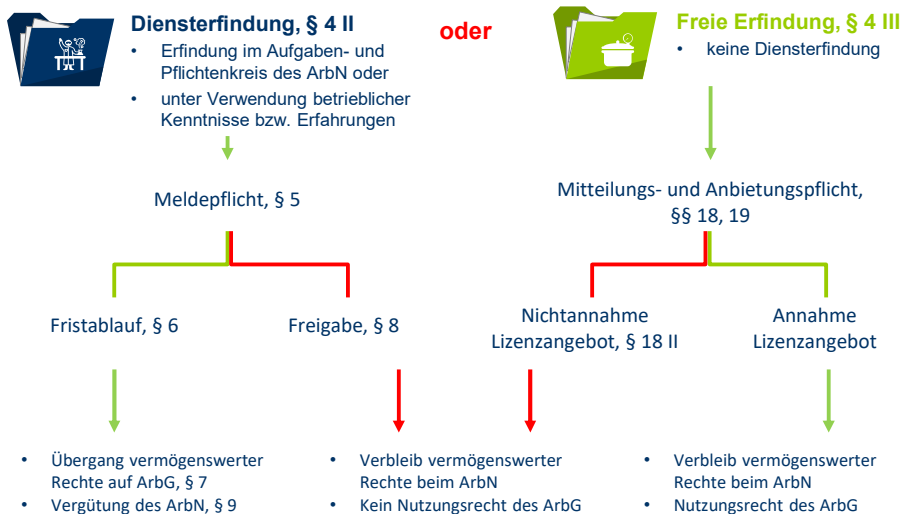 Diensterfindung, § 4 II
• Erfindung im Aufgaben- und
Pflichtenkreis des ArbN oder
• unter Verwendung betrieblicher
Kenntnisse bzw. Erfahrungen
oder
Freie Erfindung, § 4 III
• keine Diensterfindung
Meldepflicht, § 5
Mitteilungs- und Anbietungspflicht,
§§ 18, 19
Fristablauf, § 6
Freigabe, § 8
Nichtannahme
Lizenzangebot, § 18 II
Annahme
Lizenzangebot
• Übergang vermögenswerter
Rechte auf ArbG, § 7
• Vergütung des ArbN, § 9
• Verbleib vermögenswerter
Rechte beim ArbN
• Kein Nutzungsrecht des ArbG
• Verbleib vermögenswerter
Rechte beim ArbN
• Nutzungsrecht des ArbG